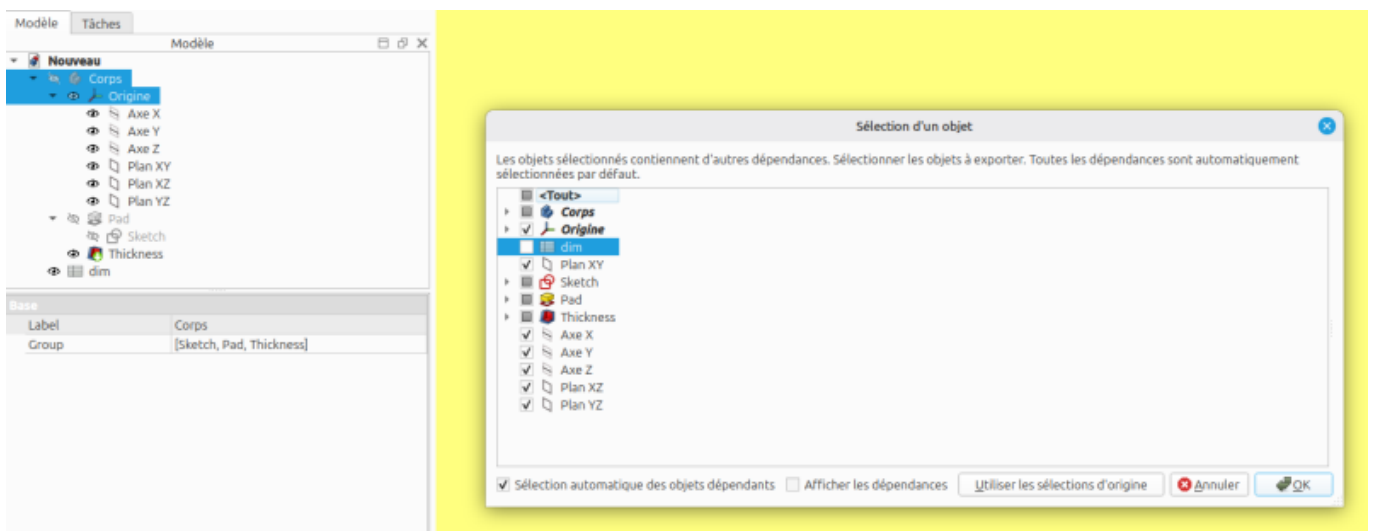 Modèle
Tâches
Modèle
Nouveau
Corps
Origine
Axe X
Axe Y
Axe Z
Plan XY
Plan XZ
Plan YZ
Pad
Sketch
Thickness
dim
Base
Label Corps
Group [Sketch, Pad, Thickness]
Sélection d'un objet
Les objets sélectionnés contiennent d'autres dépendances. Sélectionner les objets à exporter. Toutes les dépendances sont automatiquement
sélectionnées par défaut.
<Tout>
Corps
Origine
dim
Plan XY
Sketch
Pad
Thickness
Axe X
Axe Y
Axe Z
Plan XZ
Plan YZ
Sélection automatique des objets dépendants
Afficher les dépendances
Utiliser les sélections d'origine
Annuler
OK